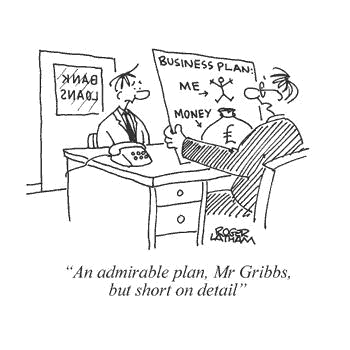 BUSINESS PLAN:
ME
MONEY
£
BANK
LOANS
ROGER
LATHAM
“An admirable plan, Mr Gribbs,
but short on detail”